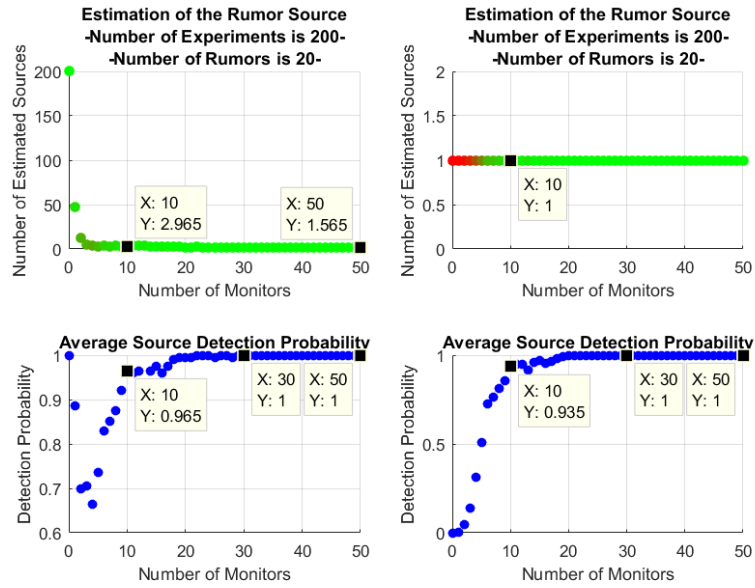 Estimation of the Rumor Source
-Number of Experiments is 200-
-Number of Rumors is 20-
Number of Estimated Sources
200
150
100
50
0
X: 10
Y: 2.965
X: 50
Y: 1.565
0 10 20 30 40 50
Number of Monitors
Estimation of the Rumor Source
-Number of Experiments is 200-
-Number of Rumors is 20-
Number of Estimated Sources
2
1.5
1
0.5
0
X: 10
Y: 1
0 10 20 30 40 50
Number of Monitors
Average Source Detection Probability
Detection Probability
1
0.9
0.8
0.7
0.6
X: 10
Y: 0.965
X: 30
Y: 1
X: 50
Y: 1
0 10 20 30 40 50
Number of Monitors
Average Source Detection Probability
Detection Probability
1
0.5
0
X: 10
Y: 0.935
X: 30
Y: 1
X: 50
Y: 1
0 10 20 30 40 50
Number of Monitors